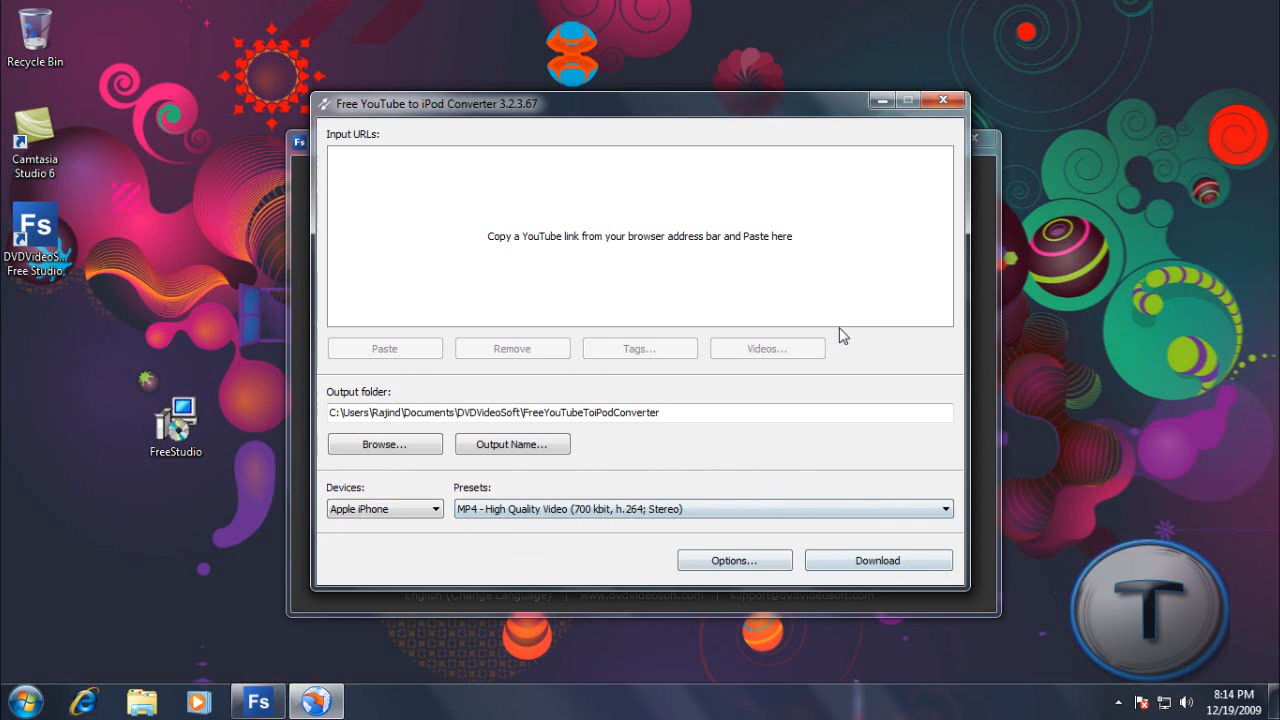 Recycle Bin
Camtasia
Studio 6
Fs
DVDVideoS...
Free Studio
FreeStudio
Fs
Free YouTube to iPod Converter 3.2.3.67
Input URLs:
Copy a YouTube link from your browser address bar and Paste here
Paste
Remove
Tags...
Videos...
Output folder:
C:\Users\Rajind\Documents\DVDVideoSoft\FreeYouTubeToiPodConverter
Browse...
Output Name...
Devices:
Presets:
Apple iPhone
MP4 - High Quality Video (700 kbit, h.264; Stereo)
Options...
Download
English (Change Language) | www.dvdvideosoft.com | support@dvdvideosoft.com
T
Fs
8:14 PM
12/19/2009